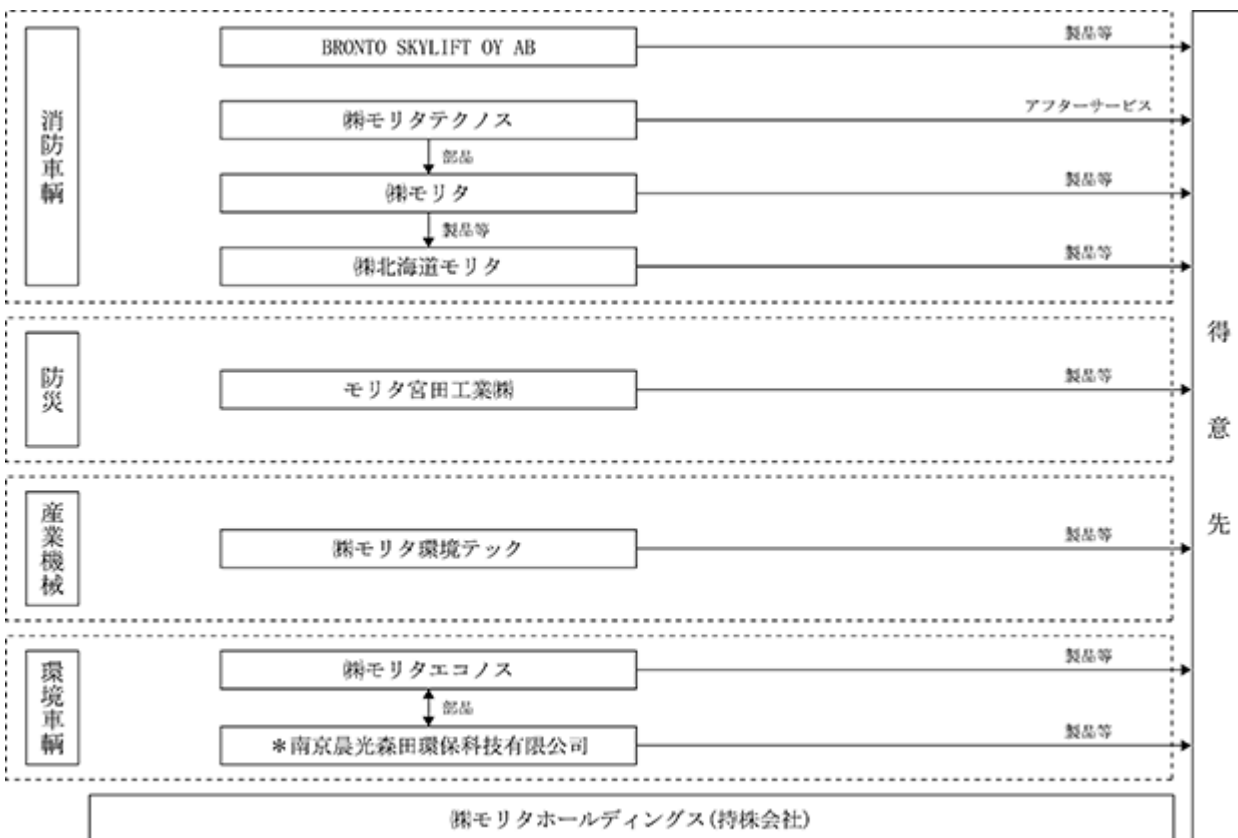 消防車輌
BRONTO SKYLIFT OY AB
製品等
㈱モリタテクノス
アフターサービス
部品
㈱モリタ
製品等
製品等
㈱北海道モリタ
製品等
防災
モリタ宮田工業㈱
製品等
産業機械
㈱モリタ環境テック
製品等
環境車輌
㈱モリタエコノス
製品等
部品
＊南京晨光森田環保科技有限公司
製品等
得意先
㈱モリタホールディングス(持株会社)